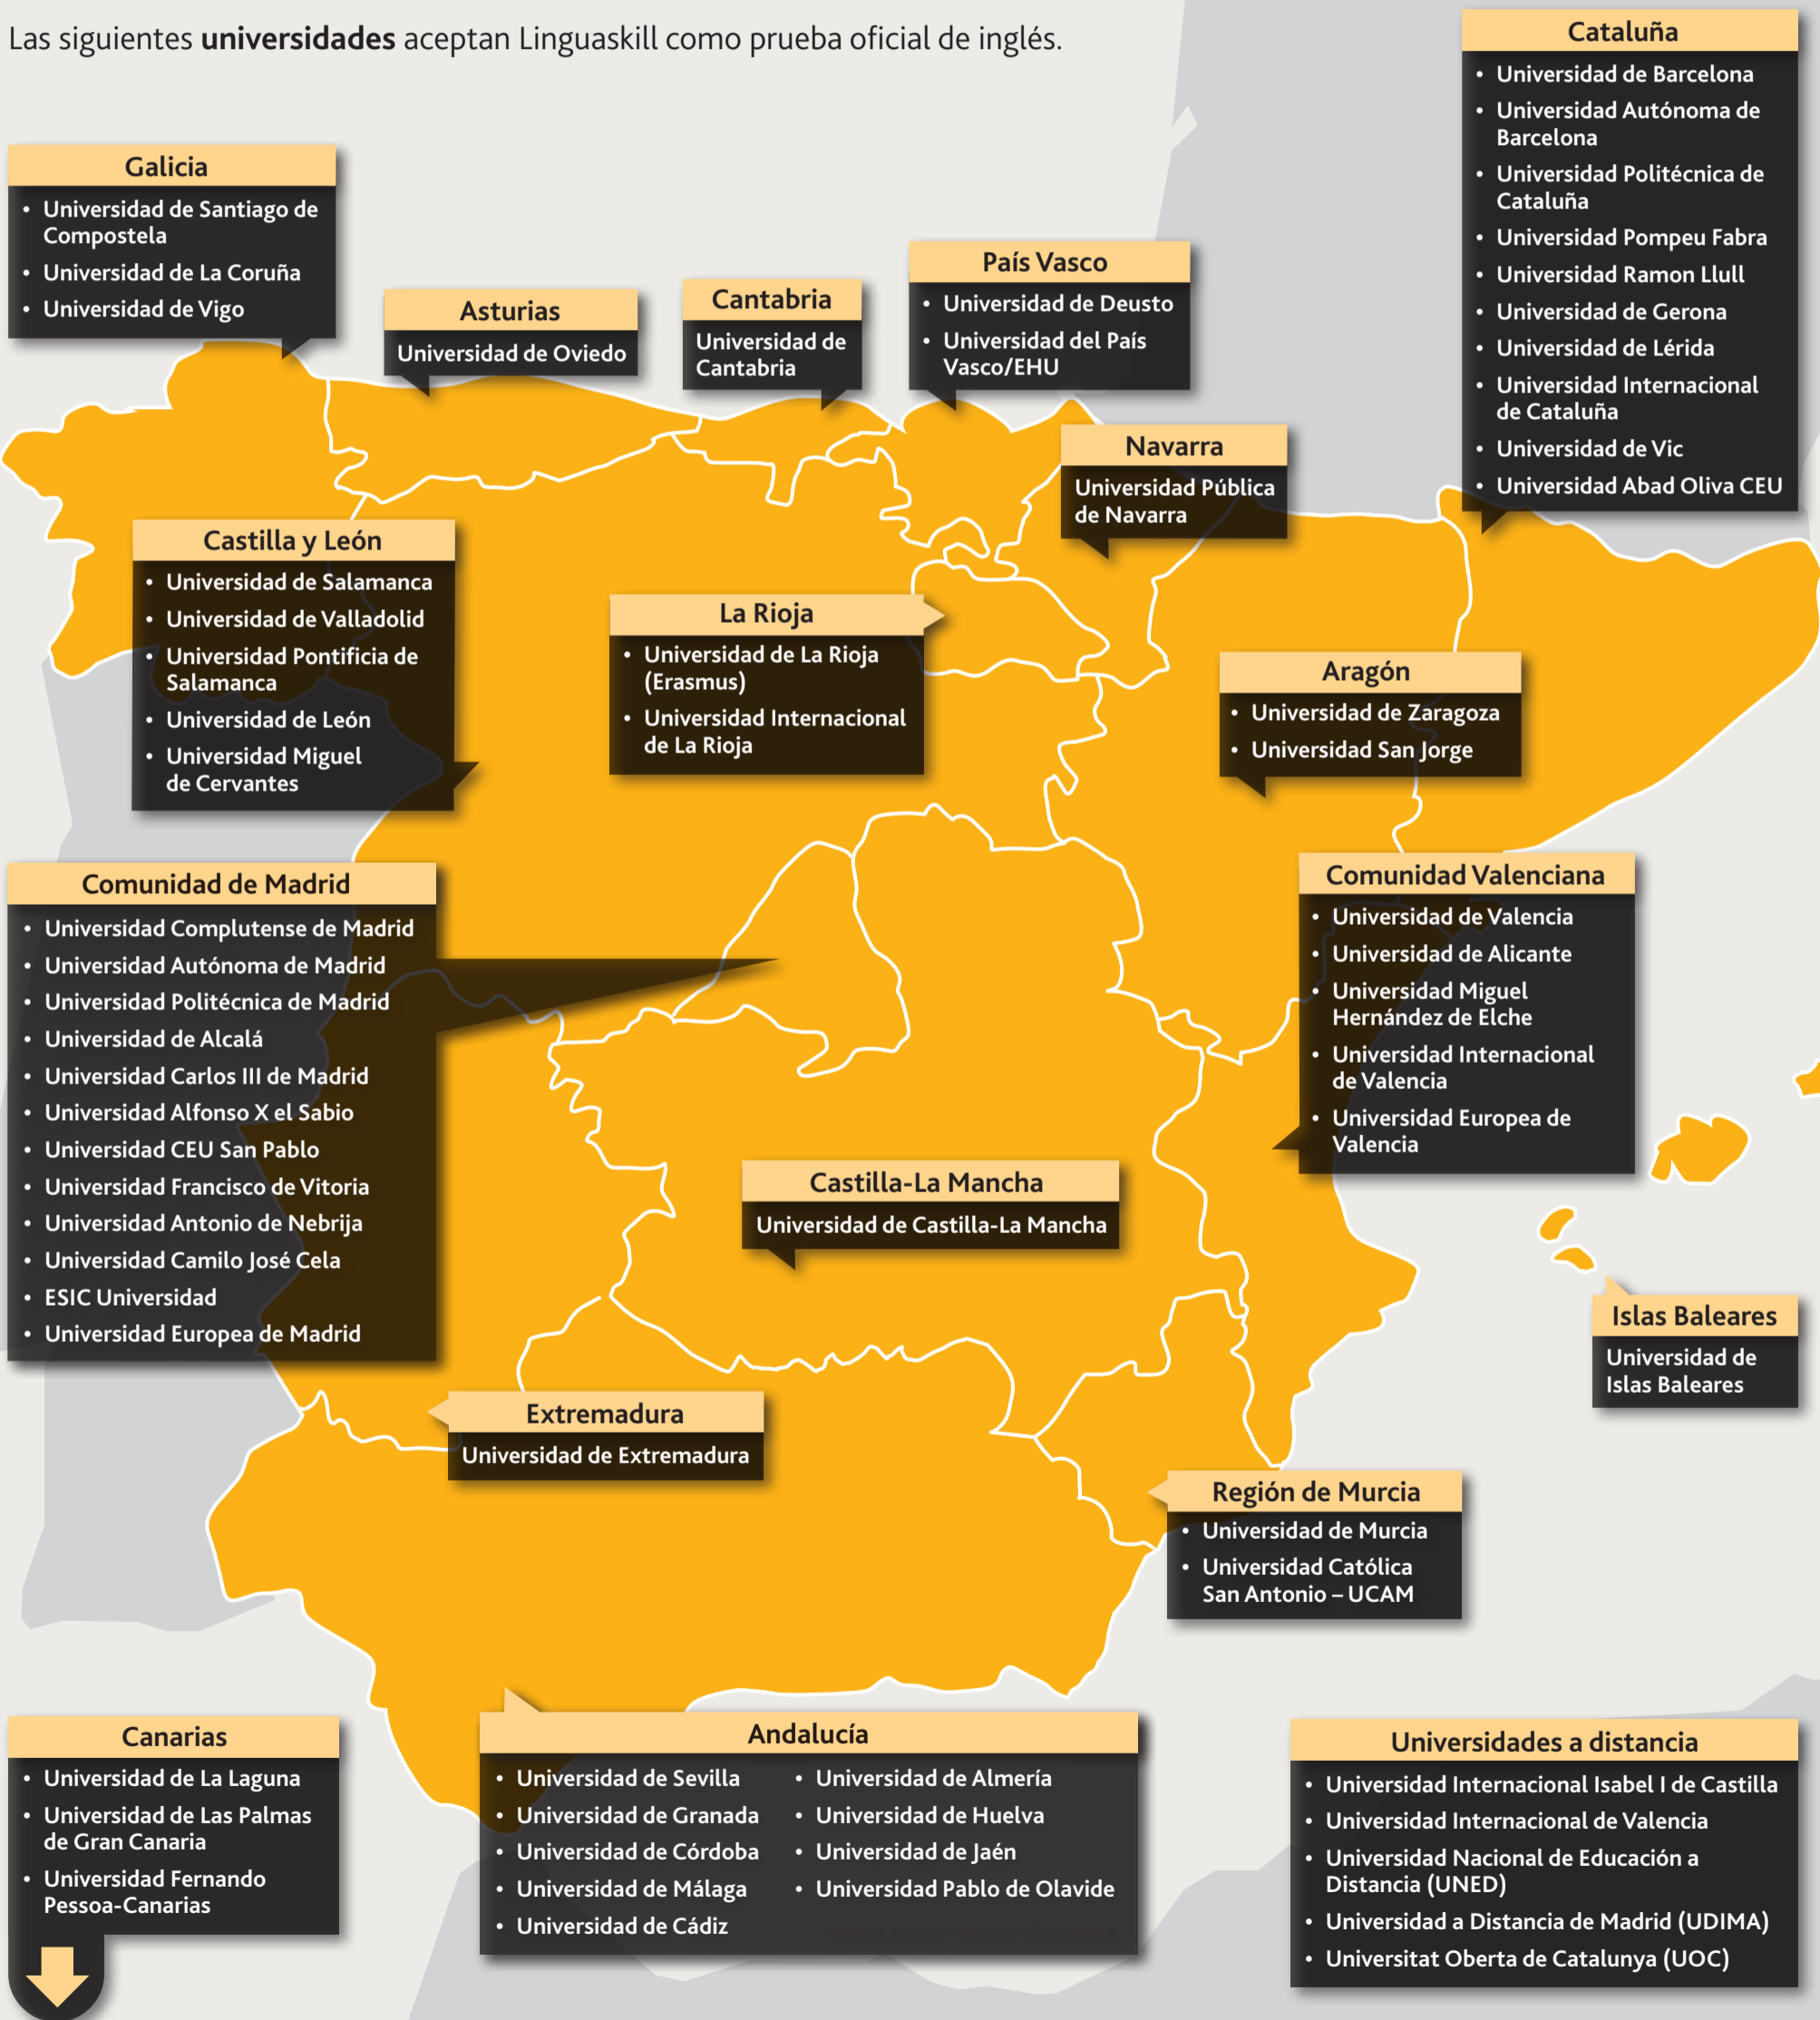 Las siguientes universidades aceptan Linguaskill como prueba oficial de inglés.
Galicia
• Universidad de Santiago de
Compostela
• Universidad de La Coruña
• Universidad de Vigo
Asturias
Universidad de Oviedo
Cantabria
Universidad de
Cantabria
País Vasco
• Universidad de Deusto
• Universidad del País
Vasco/EHU
Navarra
Universidad Pública
de Navarra
Cataluña
• Universidad de Barcelona
• Universidad Autónoma de
Barcelona
• Universidad Politécnica de
Cataluña
• Universidad Pompeu Fabra
• Universidad Ramon Llull
• Universidad de Gerona
• Universidad de Lérida
• Universidad Internacional
de Cataluña
• Universidad de Vic
• Universidad Abad Oliva CEU
Castilla y León
• Universidad de Salamanca
• Universidad de Valladolid
• Universidad Pontificia de
Salamanca
• Universidad de León
• Universidad Miguel
de Cervantes
La Rioja
• Universidad de La Rioja
(Erasmus)
• Universidad Internacional
de La Rioja
Aragón
• Universidad de Zaragoza
• Universidad San Jorge
Comunidad de Madrid
• Universidad Complutense de Madrid
• Universidad Autónoma de Madrid
• Universidad Politécnica de Madrid
• Universidad de Alcalá
• Universidad Carlos III de Madrid
• Universidad Alfonso X el Sabio
• Universidad CEU San Pablo
• Universidad Francisco de Vitoria
• Universidad Antonio de Nebrija
• Universidad Camilo José Cela
• ESIC Universidad
• Universidad Europea de Madrid
Comunidad Valenciana
• Universidad de Valencia
• Universidad de Alicante
• Universidad Miguel
Hernández de Elche
• Universidad Internacional
de Valencia
• Universidad Europea de
Valencia
Castilla-La Mancha
Universidad de Castilla-La Mancha
Islas Baleares
Universidad de
Islas Baleares
Extremadura
Universidad de Extremadura
Región de Murcia
• Universidad de Murcia
• Universidad Católica
San Antonio – UCAM
Canarias
• Universidad de La Laguna
• Universidad de Las Palmas
de Gran Canaria
• Universidad Fernando
Pessoa-Canarias
Andalucía
• Universidad de Sevilla
• Universidad de Granada
• Universidad de Córdoba
• Universidad de Málaga
• Universidad de Cádiz
• Universidad de Almería
• Universidad de Huelva
• Universidad de Jaén
• Universidad Pablo de Olavide
Universidades a distancia
• Universidad Internacional Isabel I de Castilla
• Universidad Internacional de Valencia
• Universidad Nacional de Educación a
Distancia (UNED)
• Universidad a Distancia de Madrid (UDIMA)
• Universitat Oberta de Catalunya (UOC)